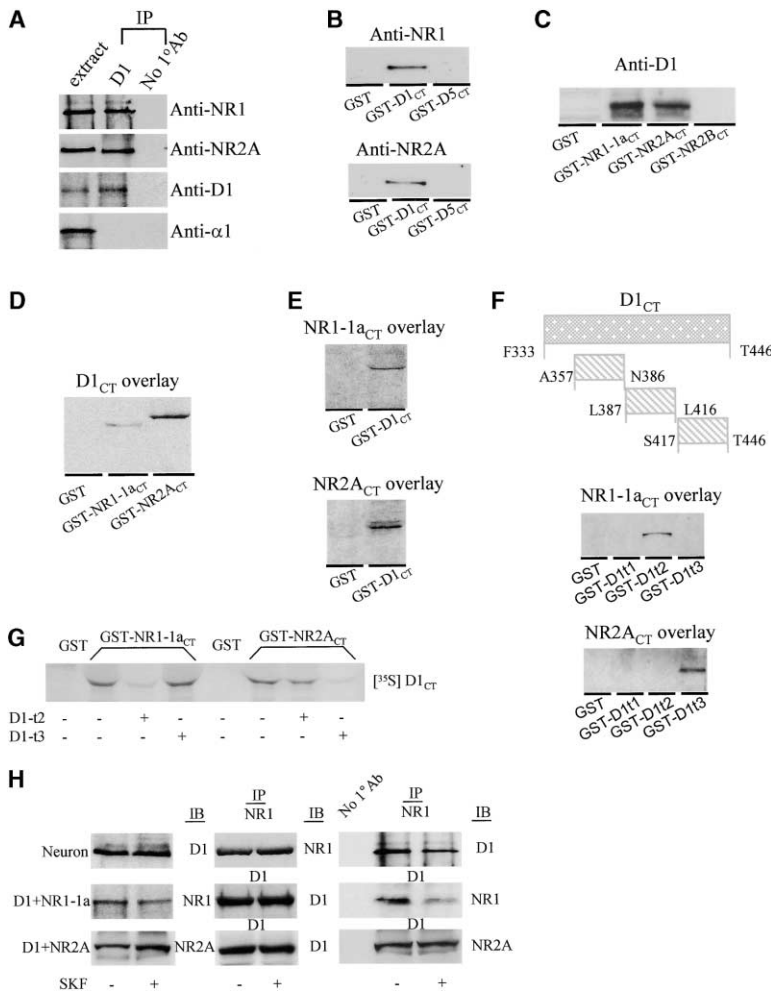 A
IP
extract
D1
No 1°Ab
Anti-NR1
Anti-NR2A
Anti-D1
Anti-α1
B
Anti-NR1
GST
GST-D1CT
GST-D5CT
Anti-NR2A
GST
GST-D1CT
GST-D5CT
C
Anti-D1
GST
GST-NR1-1aCT
GST-NR2ACT
GST-NR2BCT
D
D1CT overlay
GST
GST-NR1-1aCT
GST-NR2ACT
E
NR1-1aCT overlay
GST
GST-D1CT
NR2ACT overlay
GST
GST-D1CT
F
D1CT
F333 T446
A357 N386
L387 L416
S417 T446
NR1-1aCT overlay
GST
GST-D1t1
GST-D1t2
GST-D1t3
NR2ACT overlay
GST
GST-D1t1
GST-D1t2
GST-D1t3
G
GST GST-NR1-1aCT GST GST-NR2ACT
[³⁵S] D1CT
D1-t2 - - + - - - + -
D1-t3 - - - + - - - +
H
IB IP NR1 IB No 1°Ab IP NR1 IB
Neuron D1 NR1 D1
D1 D1
D1+NR1-1a NR1 D1 NR1
D1 D1
D1+NR2A NR2A D1 NR2A
SKF - + - + - +